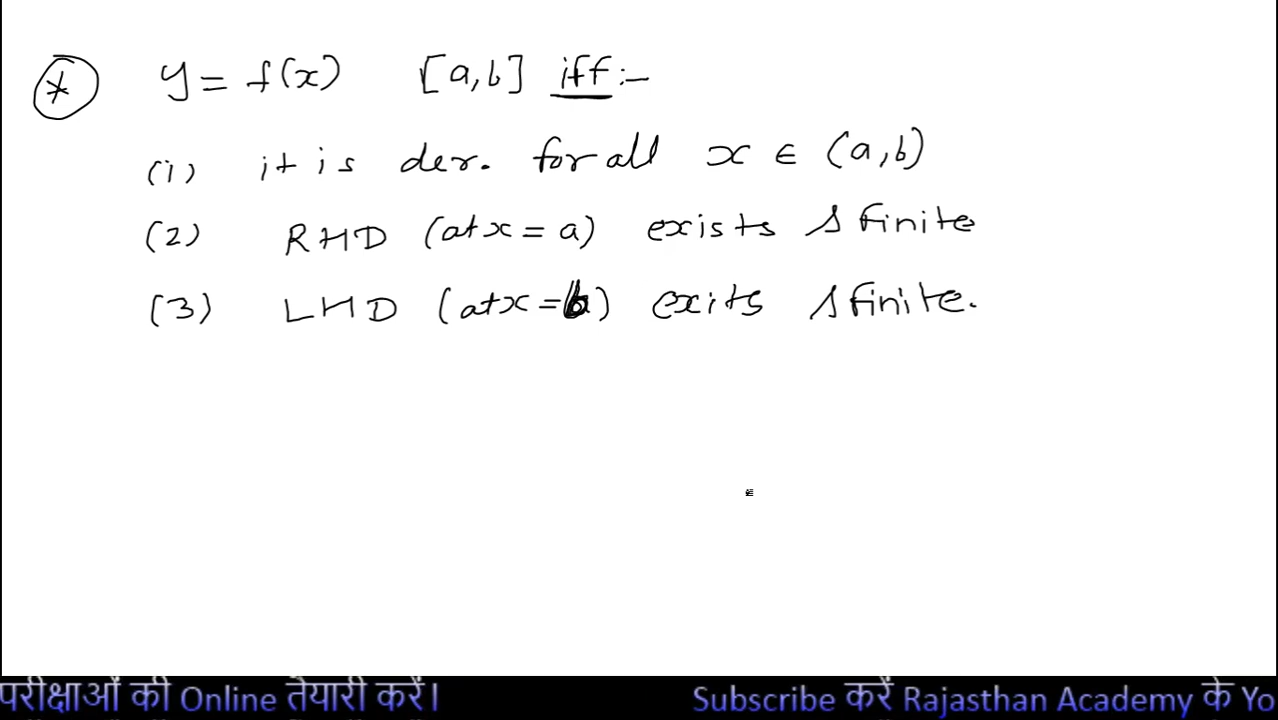 * y = f(x) [a,b] iff :-
(1) it is der. for all x ∈ (a,b)
(2) RHD (at x = a) exists & finite
(3) LHD (at x = b) exits & finite.
परीक्षाओं की Online तैयारी करें। Subscribe करें Rajasthan Academy के Yo